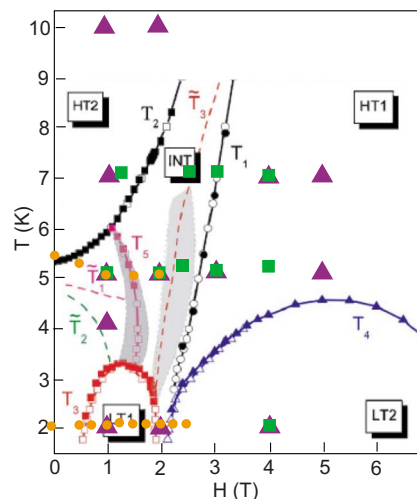 10
9
8
7
6
5
4
3
2
T (K)
HT2
T₂
T̃₃
HT1
INT
T₁
T₅
T̃₁
T̃₂
T₄
T₃
LT1
LT2
0 1 2 3 4 5 6
H (T)